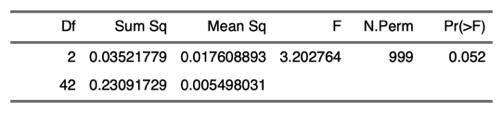 Df Sum Sq Mean Sq F N.Perm Pr(>F)
2 0.03521779 0.017608893 3.202764 999 0.052
42 0.23091729 0.005498031